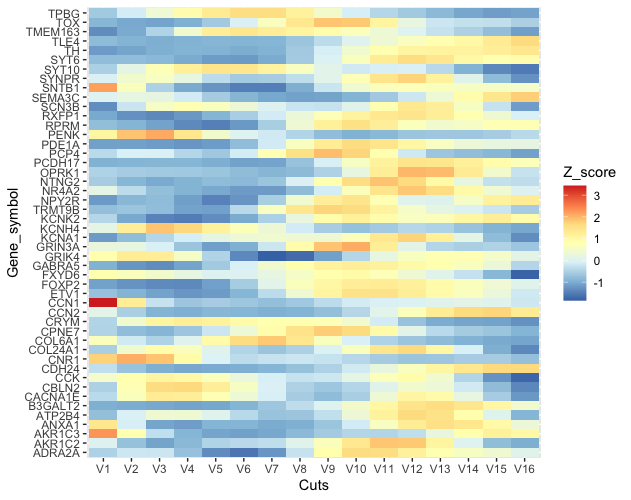 TPBG
TOX
TMEM163
TLE4
TH
SYT6
SYT10
SYNPR
SNTB1
SEMA3C
SCN3B
RXFP1
RPRM
PENK
PDE1A
PCP4
PCDH17
OPRK1
NTNG2
NR4A2
NPY2R
TRMT9B
KCNK2
KCNH4
KCNA1
GRIN3A
GRIK4
GABRA5
FXYD6
FOXP2
ETV1
CCN1
CCN2
CRYM
CPNE7
COL6A1
COL24A1
CNR1
CDH24
CCK
CBLN2
CACNA1E
B3GALT2
ATP2B4
ANXA1
AKR1C3
AKR1C2
ADRA2A
Gene_symbol
V1 V2 V3 V4 V5 V6 V7 V8 V9 V10 V11 V12 V13 V14 V15 V16
Cuts
Z_score
3
2
1
0
-1